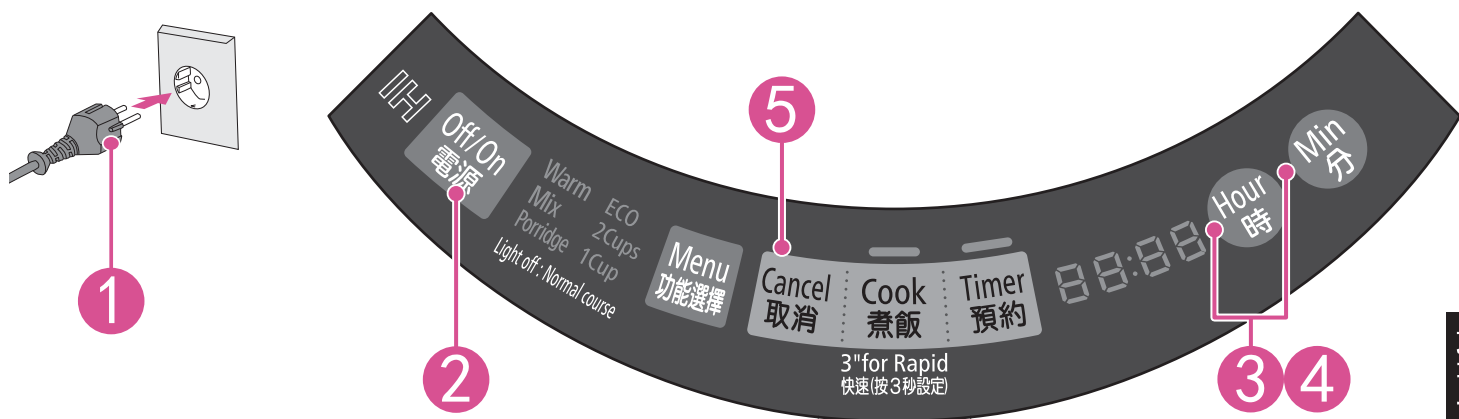 1
2
5
3 4
IH
Off/On
電源
Warm
Mix
Porridge
ECO
2Cups
1Cup
Light off : Normal course
Menu
功能選擇
Cancel
取消
Cook
煮飯
Timer
預約
3"for Rapid
快速(按3秒設定)
88:88
Hour
時
Min
分